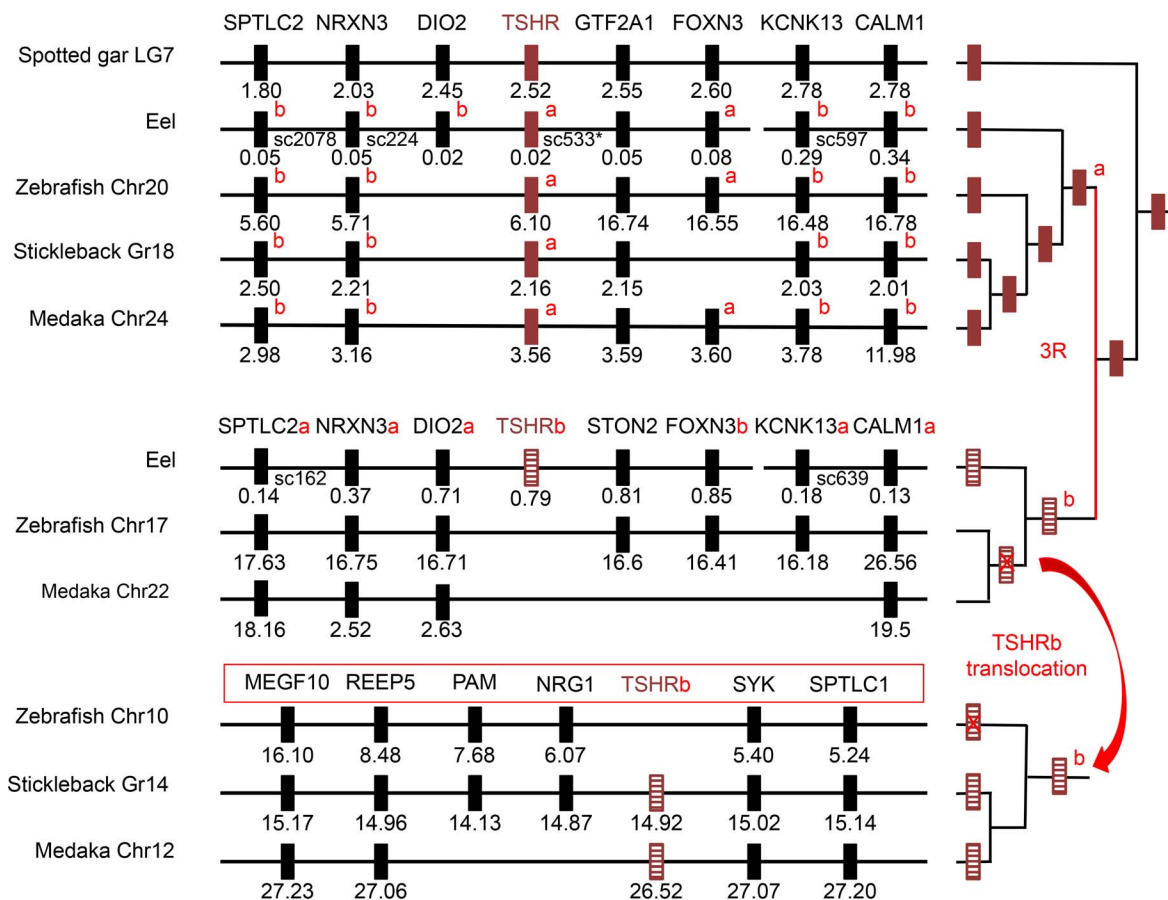 SPTLC2 NRXN3 DIO2 TSHR GTF2A1 FOXN3 KCNK13 CALM1
Spotted gar LG7
1.80 2.03 2.45 2.52 2.55 2.60 2.78 2.78
b b b a a b b
Eel sc2078 sc224 sc533* sc597
0.05 0.05 0.02 0.02 0.05 0.08 0.29 0.34
b b a a b b a
Zebrafish Chr20
5.60 5.71 6.10 16.74 16.55 16.48 16.78
b b a b b
Stickleback Gr18
2.50 2.21 2.16 2.15 2.03 2.01
b b a a b b
Medaka Chr24
2.98 3.16 3.56 3.59 3.60 3.78 11.98
3R
SPTLC2a NRXN3a DIO2a TSHRb STON2 FOXN3b KCNK13a CALM1a
Eel sc162 sc639
0.14 0.37 0.71 0.79 0.81 0.85 0.18 0.13
b
Zebrafish Chr17
17.63 16.75 16.71 16.6 16.41 16.18 26.56
Medaka Chr22
18.16 2.52 2.63 19.5
TSHRb
translocation
MEGF10 REEP5 PAM NRG1 TSHRb SYK SPTLC1
Zebrafish Chr10
16.10 8.48 7.68 6.07 5.40 5.24
b
Stickleback Gr14
15.17 14.96 14.13 14.87 14.92 15.02 15.14
Medaka Chr12
27.23 27.06 26.52 27.07 27.20